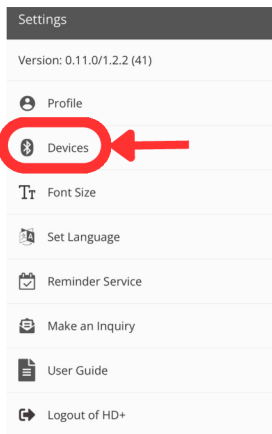 Settings
Version: 0.11.0/1.2.2 (41)
Profile
Devices
Font Size
Set Language
Reminder Service
Make an Inquiry
User Guide
Logout of HD+